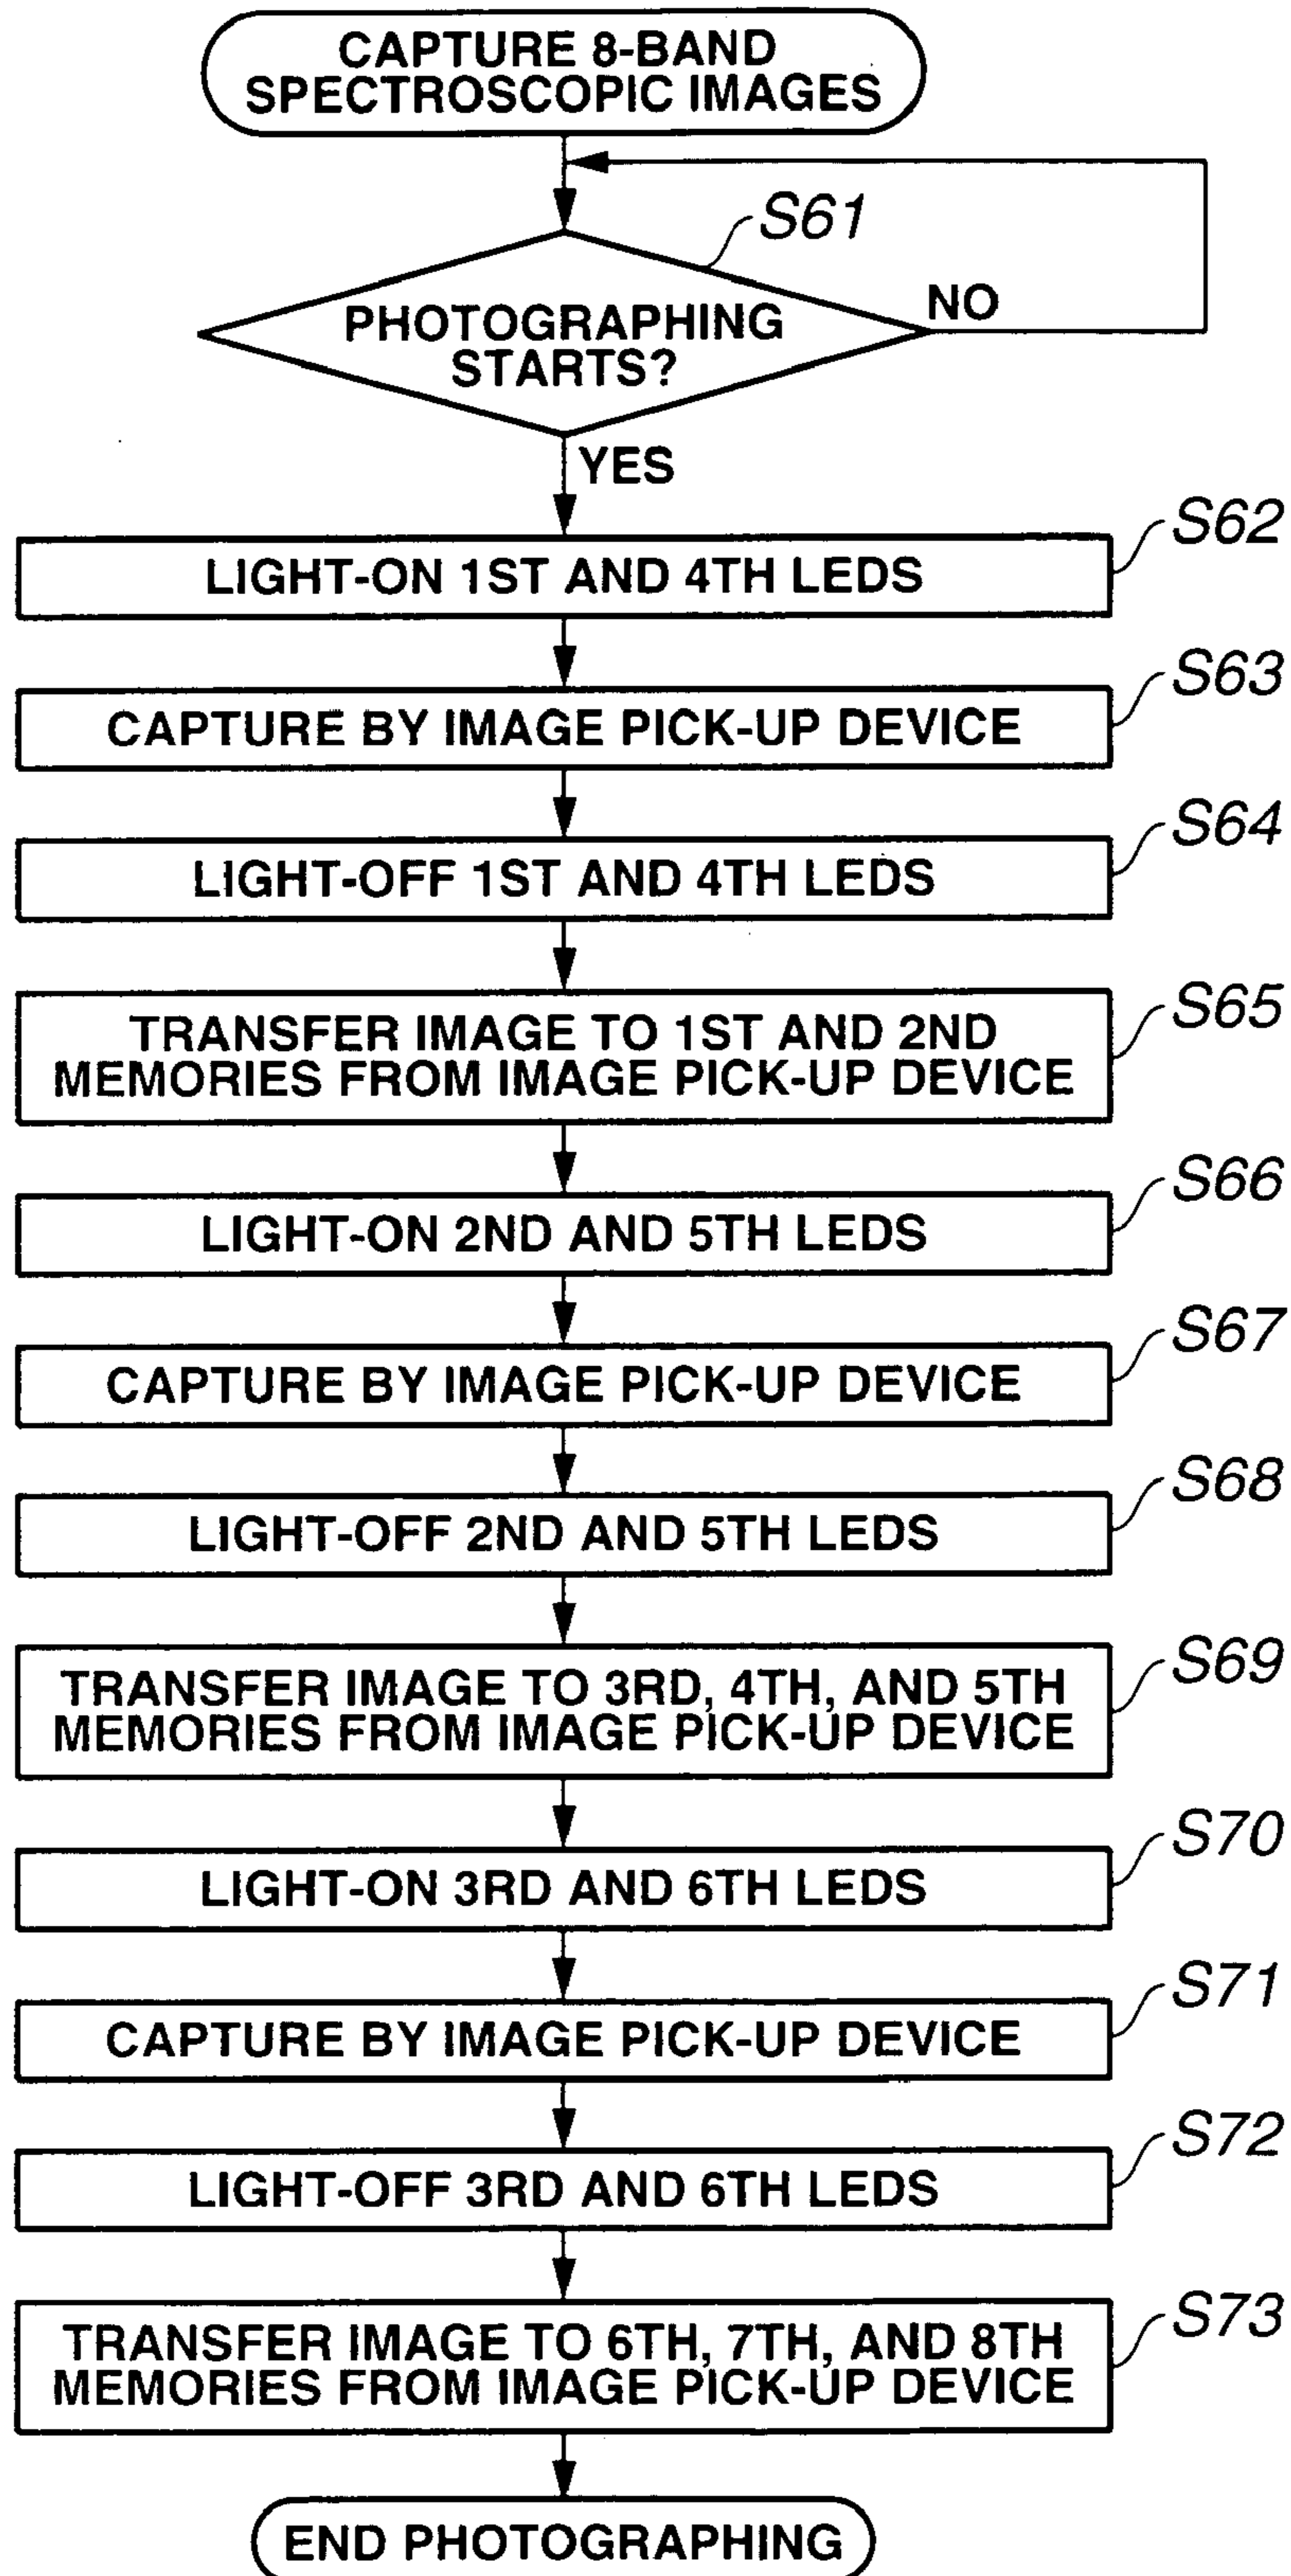 CAPTURE 8-BAND
SPECTROSCOPIC IMAGES
S61
PHOTOGRAPHING
STARTS?
NO
YES
S62
LIGHT-ON 1ST AND 4TH LEDS
S63
CAPTURE BY IMAGE PICK-UP DEVICE
S64
LIGHT-OFF 1ST AND 4TH LEDS
S65
TRANSFER IMAGE TO 1ST AND 2ND
MEMORIES FROM IMAGE PICK-UP DEVICE
S66
LIGHT-ON 2ND AND 5TH LEDS
S67
CAPTURE BY IMAGE PICK-UP DEVICE
S68
LIGHT-OFF 2ND AND 5TH LEDS
S69
TRANSFER IMAGE TO 3RD, 4TH, AND 5TH
MEMORIES FROM IMAGE PICK-UP DEVICE
S70
LIGHT-ON 3RD AND 6TH LEDS
S71
CAPTURE BY IMAGE PICK-UP DEVICE
S72
LIGHT-OFF 3RD AND 6TH LEDS
S73
TRANSFER IMAGE TO 6TH, 7TH, AND 8TH
MEMORIES FROM IMAGE PICK-UP DEVICE
END PHOTOGRAPHING